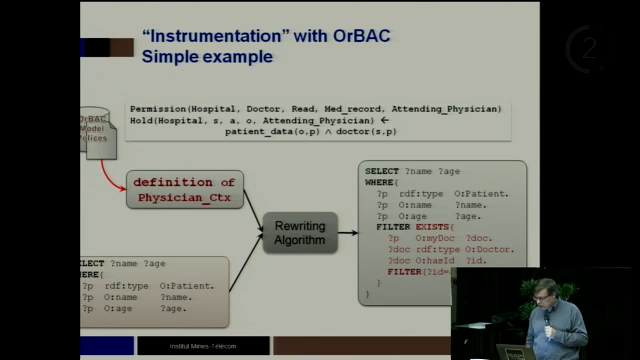 “Instrumentation” with OrBAC
Simple example
Permission(Hospital, Doctor, Read, Med_record, Attending_Physician)
Hold(Hospital, s, a, o, Attending_Physician) ←
patient_data(o,p) ∧ doctor(s,p)
OrBAC
Model
definition of
Physician_Ctx
Rewriting
Algorithm
SELECT ?name ?age
WHERE{
?p rdf:type O:Patient.
?p O:name ?name.
?p O:age ?age.
FILTER EXISTS{
?p O:myDoc ?doc.
?doc rdf:type O:Doctor.
?doc O:hasId ?id.
FILTER(?id=
}
}
?name ?age
?p rdf:type O:Patient.
?p O:name ?name.
?p O:age ?age.
Institut Mines-Télécom
2